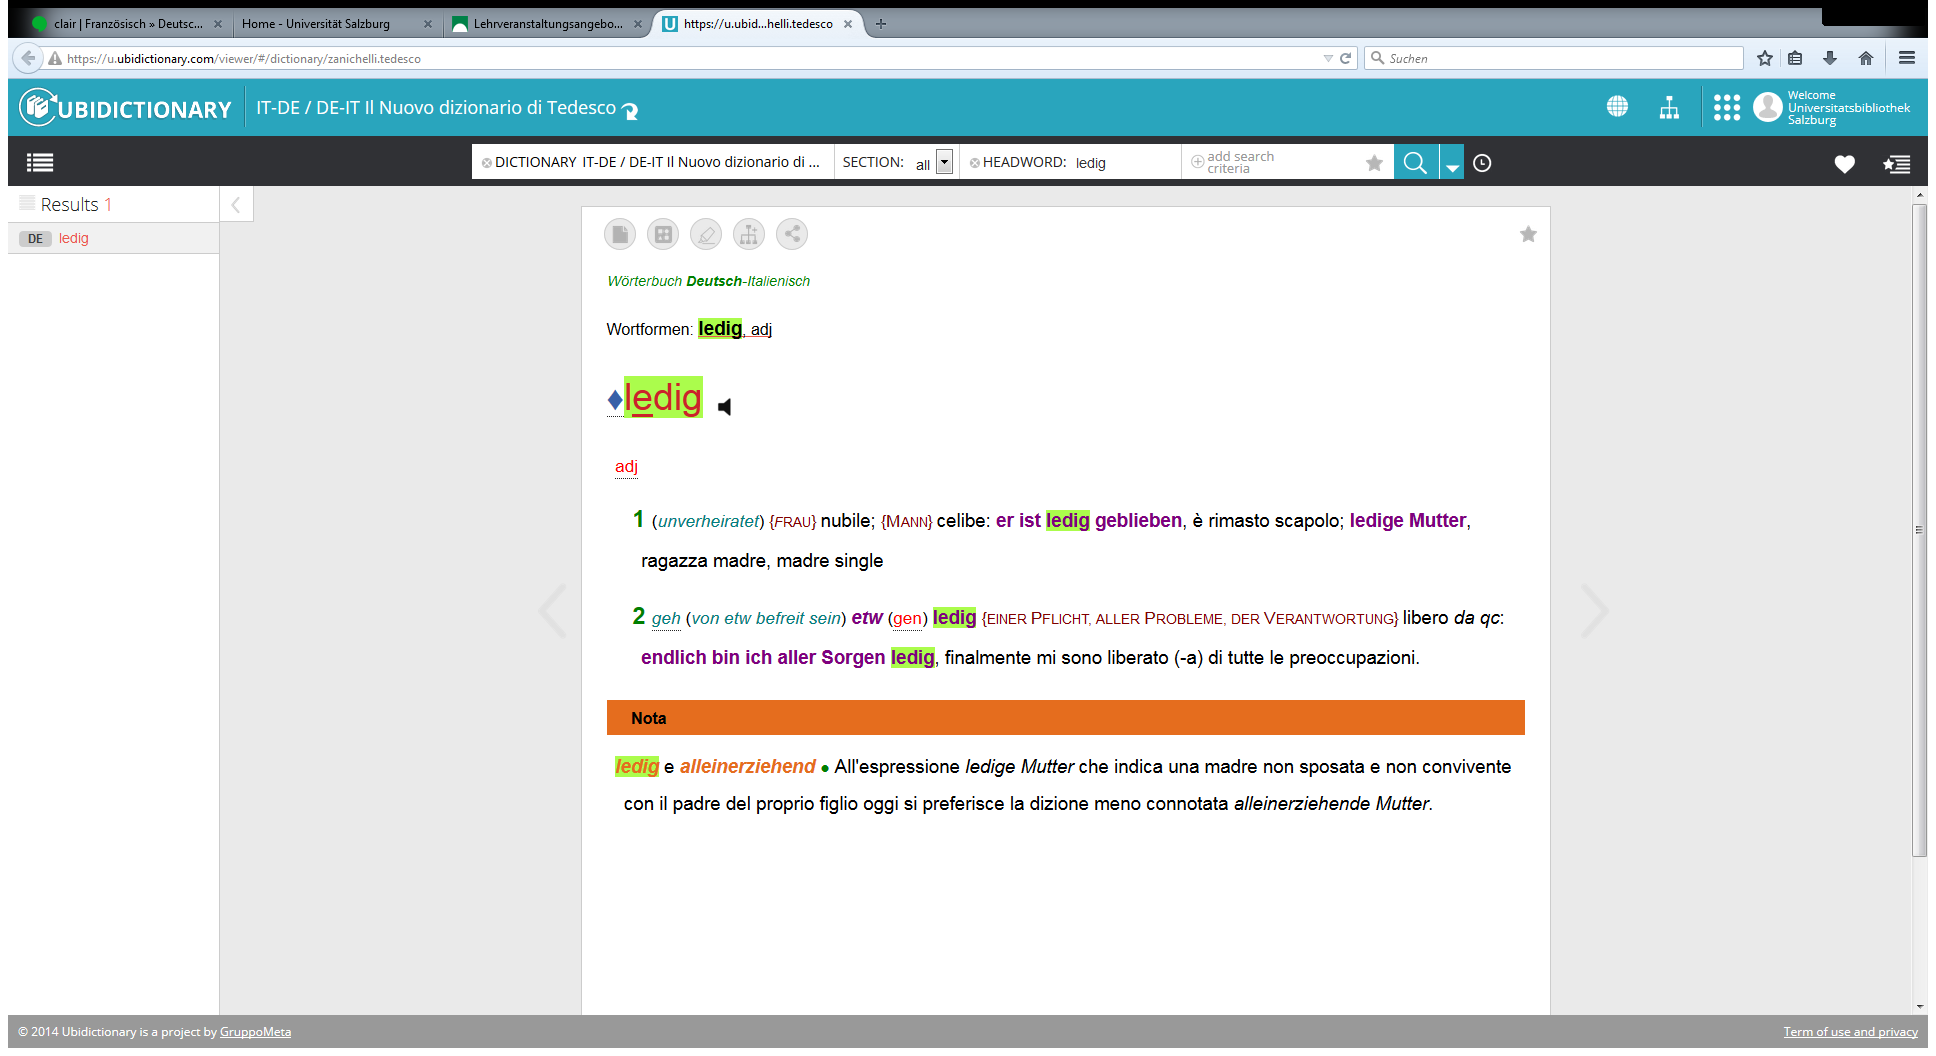 clair | Französisch » Deutsc...
Home - Universität Salzburg
Lehrveranstaltungsangebo...
https://u.ubid...helli.tedesco
https://u.ubidictionary.com/viewer/#/dictionary/zanichelli.tedesco
Suchen
UBIDICTIONARY
IT-DE / DE-IT Il Nuovo dizionario di Tedesco
Welcome
Universitatsbibliothek
Salzburg
DICTIONARY IT-DE / DE-IT Il Nuovo dizionario di ...
SECTION: all
HEADWORD: ledig
add search
criteria
Results 1
DE ledig
Wörterbuch Deutsch-Italienisch
Wortformen: ledig, adj
♦ledig
adj
1 (unverheiratet) {FRAU} nubile; {MANN} celibe: er ist ledig geblieben, è rimasto scapolo; ledige Mutter,
ragazza madre, madre single
2 geh (von etw befreit sein) etw (gen) ledig {EINER PFLICHT, ALLER PROBLEME, DER VERANTWORTUNG} libero da qc:
endlich bin ich aller Sorgen ledig, finalmente mi sono liberato (-a) di tutte le preoccupazioni.
Nota
ledig e alleinerziehend ● All'espressione ledige Mutter che indica una madre non sposata e non convivente
con il padre del proprio figlio oggi si preferisce la dizione meno connotata alleinerziehende Mutter.
© 2014 Ubidictionary is a project by GruppoMeta
Term of use and privacy